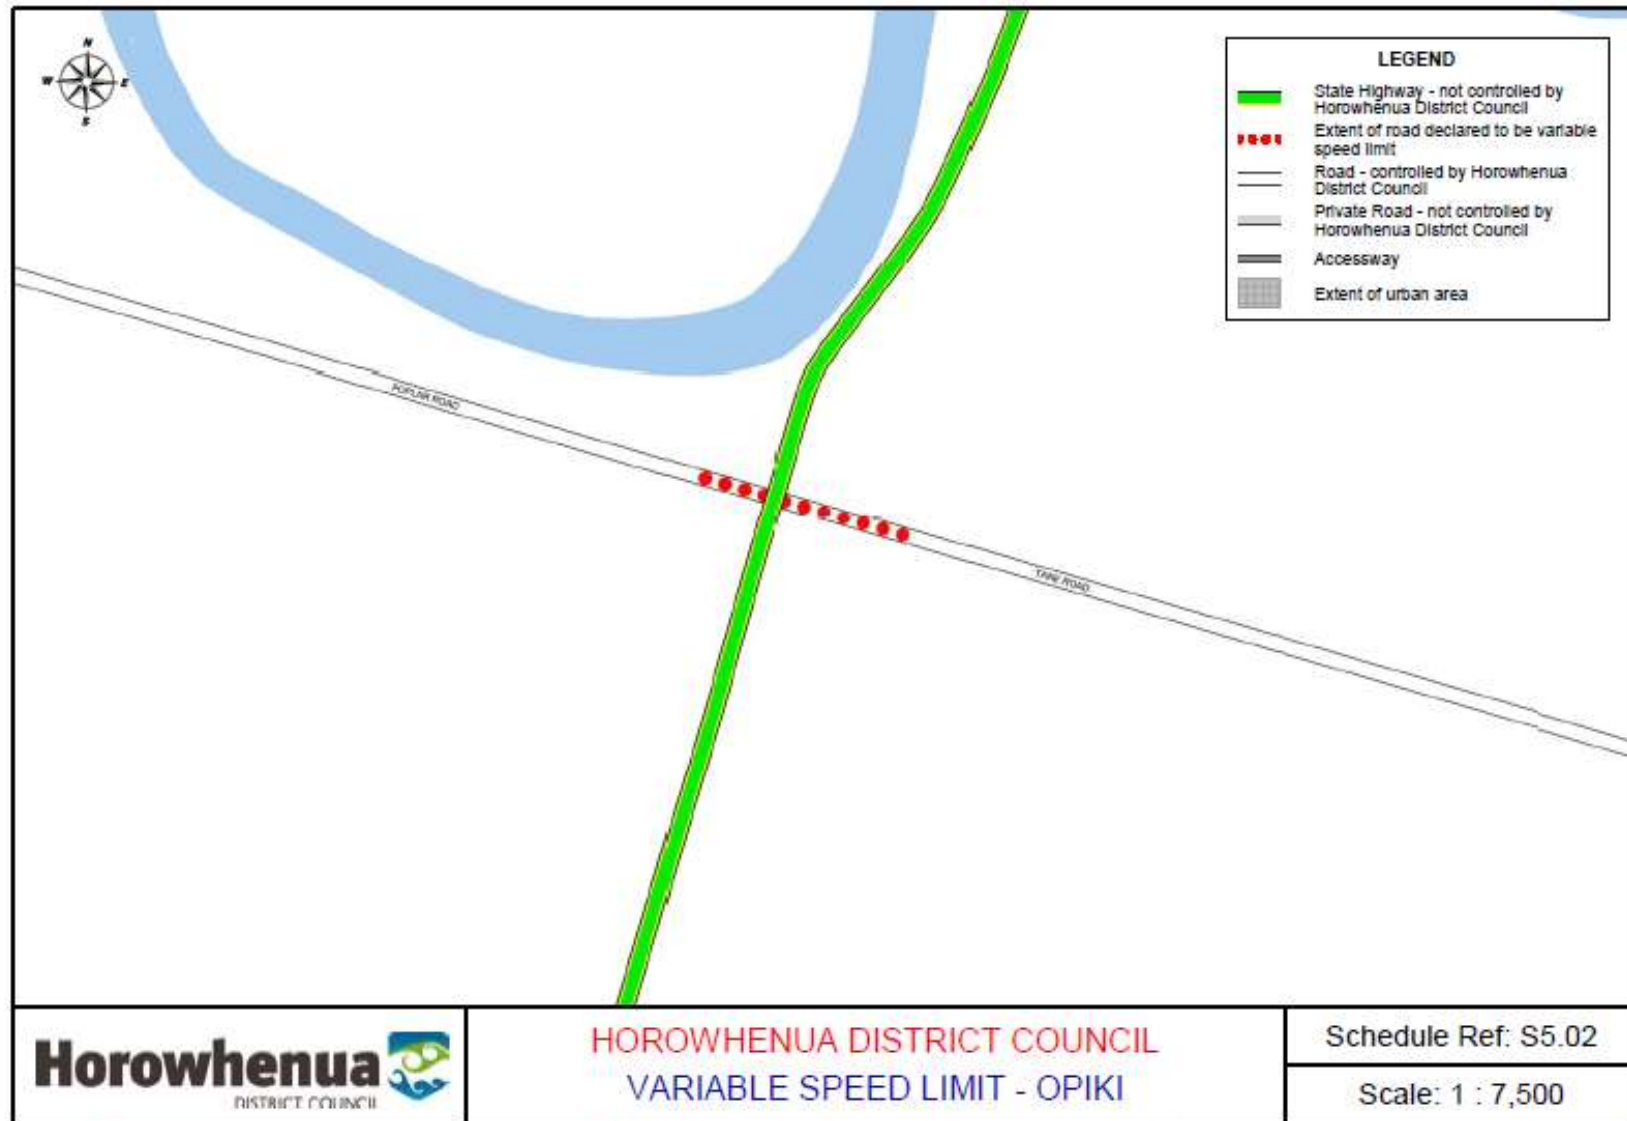 N
W
E
S
LEGEND
State Highway - not controlled by
Horowhenua District Council
Extent of road declared to be variable
speed limit
Road - controlled by Horowhenua
District Council
Private Road - not controlled by
Horowhenua District Council
Accessway
Extent of urban area
POPLAR ROAD
TANE ROAD
Horowhenua
DISTRICT COUNCIL
HOROWHENUA DISTRICT COUNCIL
VARIABLE SPEED LIMIT - OPIKI
Schedule Ref: S5.02
Scale: 1 : 7,500